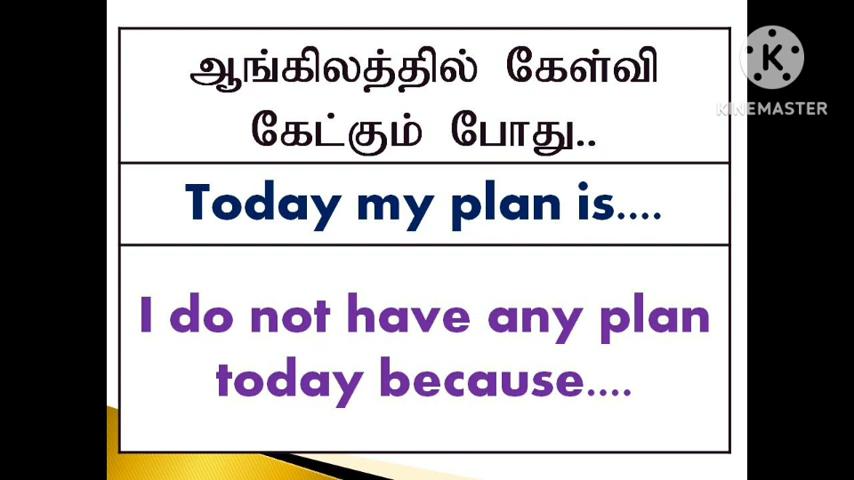 ஆங்கிலத்தில் கேள்வி
கேட்கும் போது..
KINEMASTER
Today my plan is....
I do not have any plan
today because....